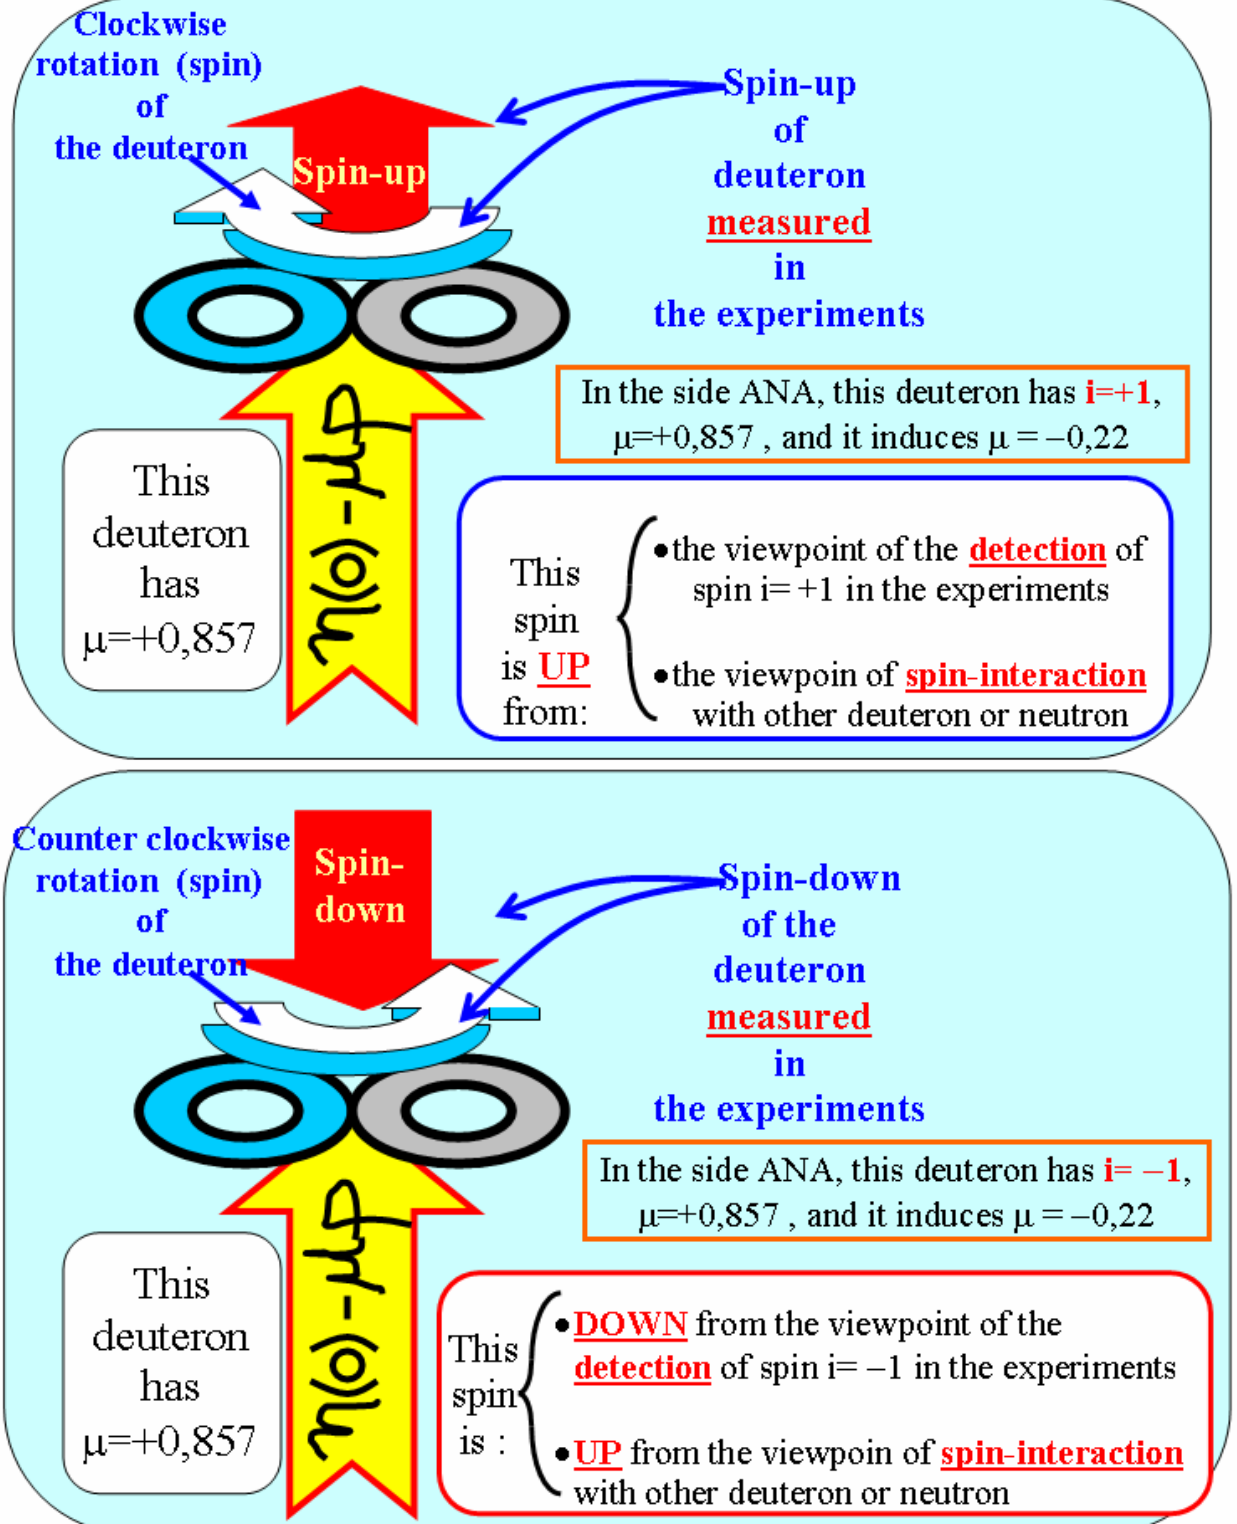 Clockwise
rotation (spin)
of
the deuteron
Spin-up
Spin-up
of
deuteron
measured
in
the experiments
In the side ANA, this deuteron has i=+1,
μ=+0,857 , and it induces μ = −0,22
This
deuteron
has
μ=+0,857
This
spin
is UP
from:
•the viewpoint of the detection of
spin i= +1 in the experiments
•the viewpoin of spin-interaction
with other deuteron or neutron
Counter clockwise
rotation (spin)
of
the deuteron
Spin-
down
Spin-down
of the
deuteron
measured
in
the experiments
In the side ANA, this deuteron has i= −1,
μ=+0,857 , and it induces μ = −0,22
This
deuteron
has
μ=+0,857
This
spin
is :
•DOWN from the viewpoint of the
detection of spin i= −1 in the experiments
•UP from the viewpoin of spin-interaction
with other deuteron or neutron